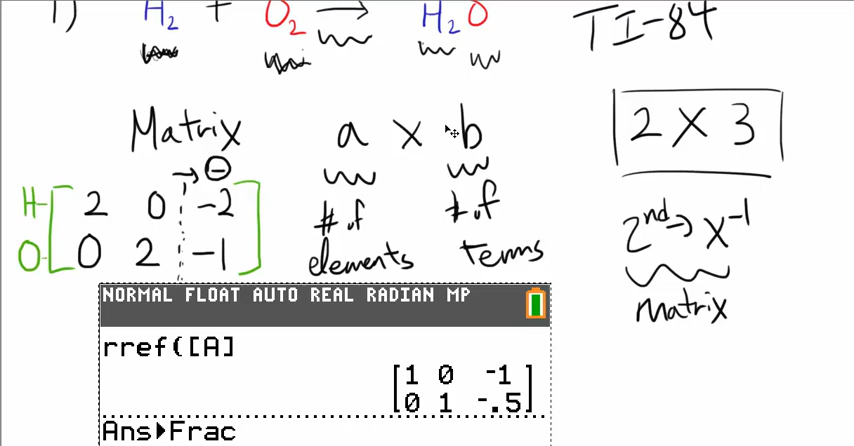 1) H₂ + O₂ → H₂O
TI-84
Matrix a x b
2 X 3
→ ⊖
H- [ 2 0 -2 ]
O- [ 0 2 -1 ]
# of # of
elements terms
2nd → x⁻¹
matrix
NORMAL FLOAT AUTO REAL RADIAN MP
rref([A]
[1 0 -1]
[0 1 -.5]
Ans▸Frac